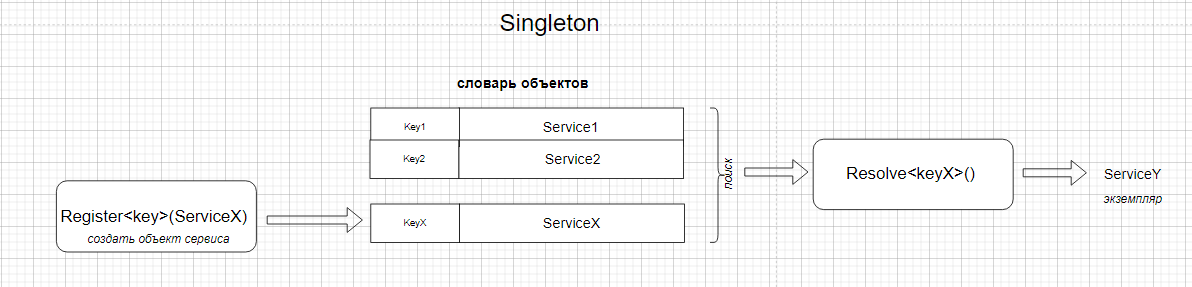 Singleton
словарь объектов
Key1
Service1
Key2
Service2
KeyX
ServiceX
Register<key>(ServiceX)
создать объект сервиса
поиск
Resolve<keyX>()
ServiceY
экземпляр